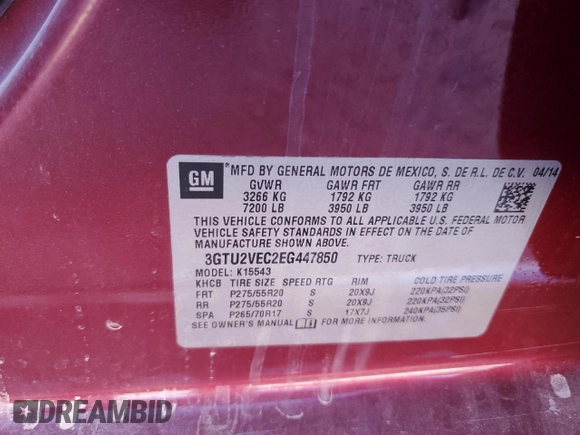 GM
MFD BY GENERAL MOTORS DE MEXICO, S. DE R.L. DE C.V. 04/14
GVWR GAWR FRT GAWR RR
3266 KG 1792 KG 1792 KG
7200 LB 3950 LB 3950 LB
THIS VEHICLE CONFORMS TO ALL APPLICABLE U.S. FEDERAL MOTOR
VEHICLE SAFETY STANDARDS IN EFFECT ON THE DATE OF
MANUFACTURE SHOWN ABOVE.
3GTU2VEC2EG447850 TYPE: TRUCK
MODEL: K15543
KHCB TIRE SIZE SPEED RTG RIM COLD TIRE PRESSURE
FRT P275/55R20 S 20X9J 220KPA(32PSI)
RR P275/55R20 S 20X9J 220KPA(32PSI)
SPA P265/70R17 S 17X7J 240KPA(35PSI)
SEE OWNER'S MANUAL FOR MORE INFORMATION.
DREAMBID